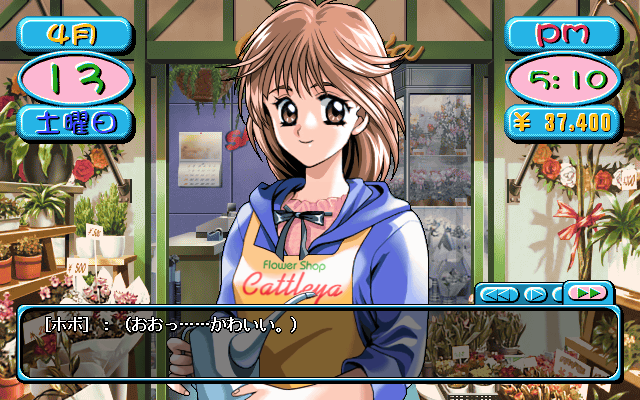 4月
13
土曜日
PM
5:10
¥ 37,400
Flower Shop
Cattleya
[ホボ] : (おおっ……かわいい。)